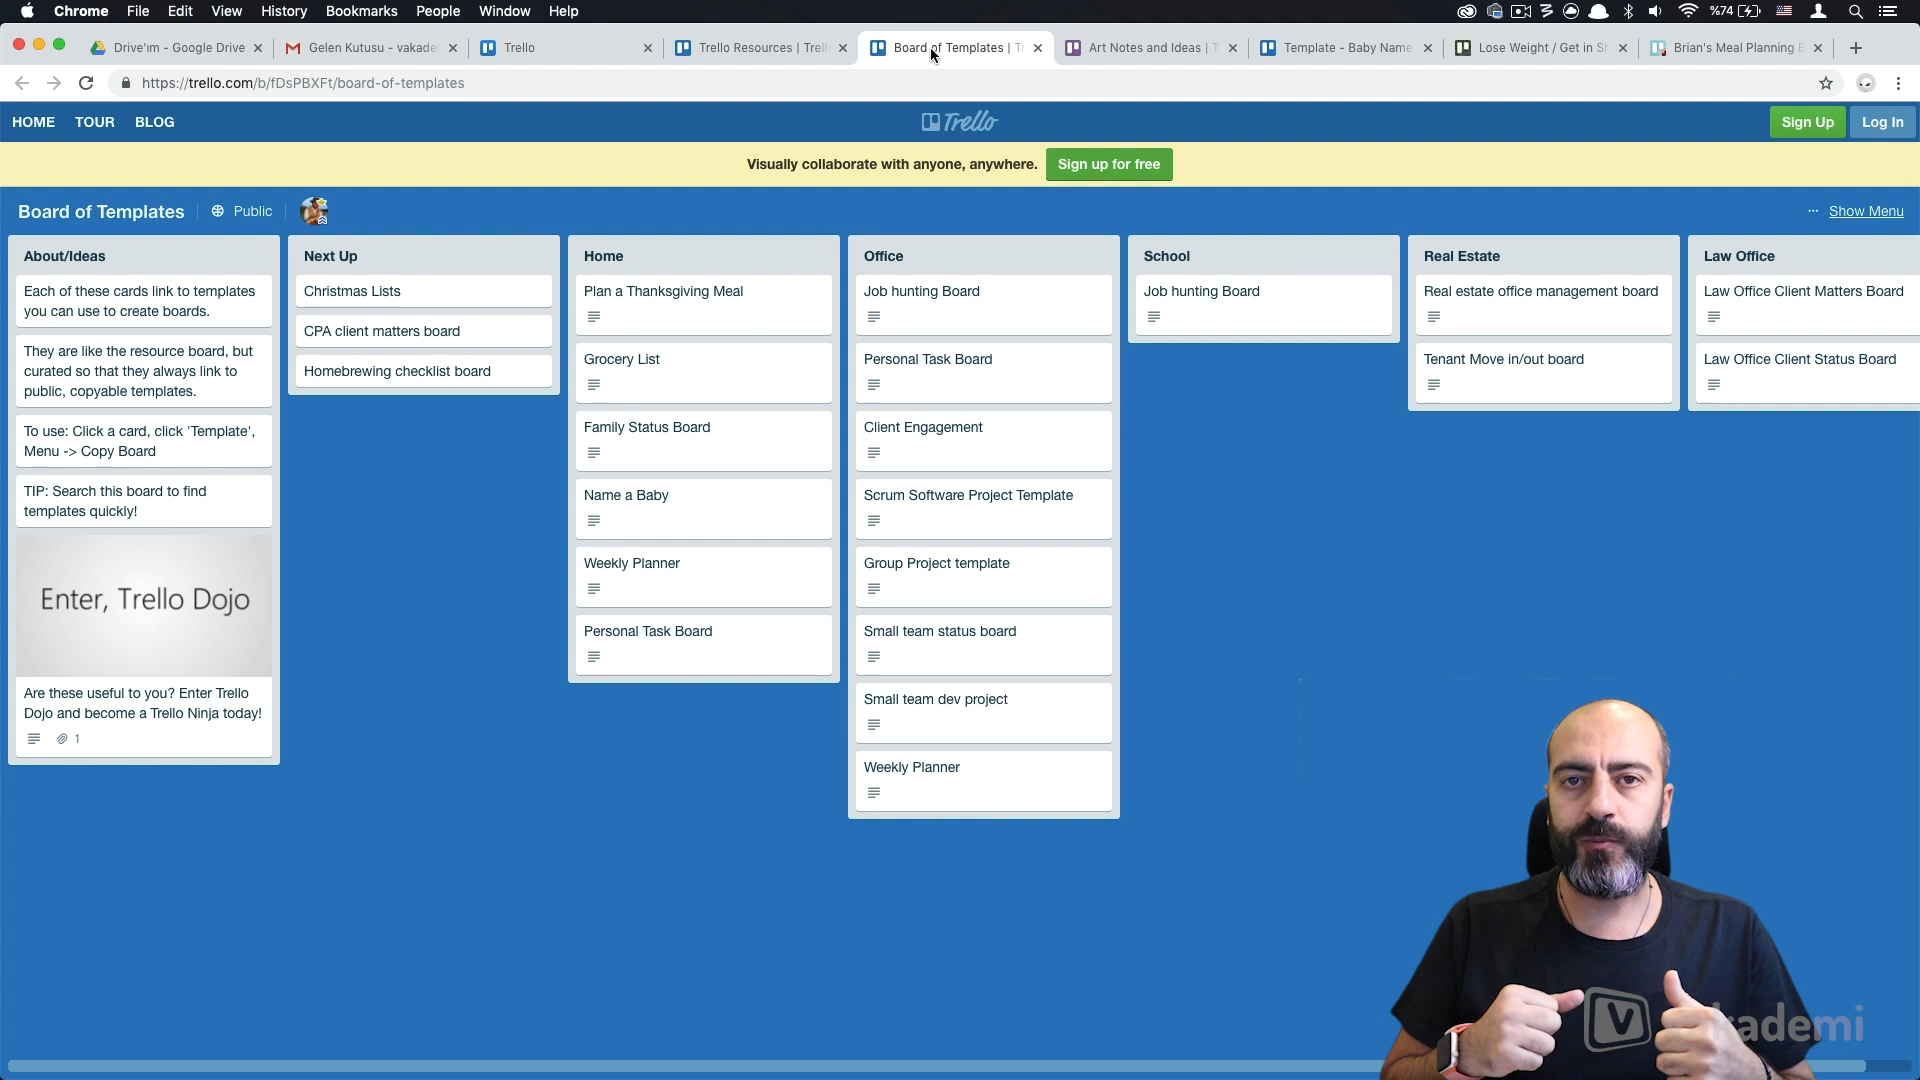 Chrome File Edit View History Bookmarks People Window Help %74
Drive'ım - Google Drive
Gelen Kutusu - vakade
Trello
Trello Resources | Trell
Board of Templates | T
Art Notes and Ideas | T
Template - Baby Name
Lose Weight / Get in Sh
Brian's Meal Planning B
https://trello.com/b/fDsPBXFt/board-of-templates
HOME TOUR BLOG
Trello
Sign Up Log In
Visually collaborate with anyone, anywhere. Sign up for free
Board of Templates Public
... Show Menu
About/Ideas
Each of these cards link to templates
you can use to create boards.
They are like the resource board, but
curated so that they always link to
public, copyable templates.
To use: Click a card, click 'Template',
Menu -> Copy Board
TIP: Search this board to find
templates quickly!
Enter, Trello Dojo
Are these useful to you? Enter Trello
Dojo and become a Trello Ninja today!
1
Next Up
Christmas Lists
CPA client matters board
Homebrewing checklist board
Home
Plan a Thanksgiving Meal
Grocery List
Family Status Board
Name a Baby
Weekly Planner
Personal Task Board
Office
Job hunting Board
Personal Task Board
Client Engagement
Scrum Software Project Template
Group Project template
Small team status board
Small team dev project
Weekly Planner
School
Job hunting Board
Real Estate
Real estate office management board
Tenant Move in/out board
Law Office
Law Office Client Matters Board
Law Office Client Status Board